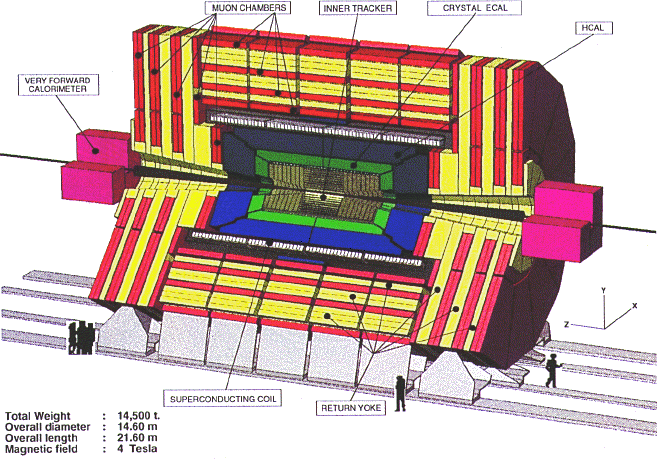 MUON CHAMBERS
INNER TRACKER
CRYSTAL ECAL
HCAL
VERY FORWARD
CALORIMETER
Y
X
Z
SUPERCONDUCTING COIL
RETURN YOKE
Total Weight : 14,500 t.
Overall diameter : 14.60 m
Overall length : 21.60 m
Magnetic field : 4 Tesla